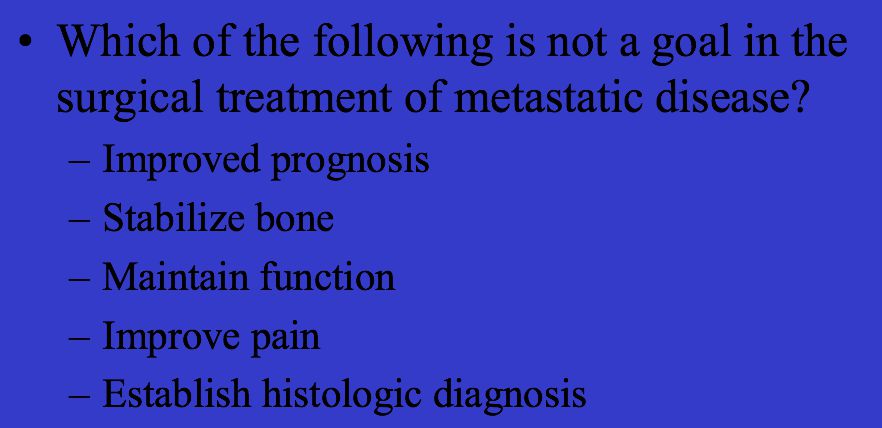 • Which of the following is not a goal in the
surgical treatment of metastatic disease?
– Improved prognosis
– Stabilize bone
– Maintain function
– Improve pain
– Establish histologic diagnosis